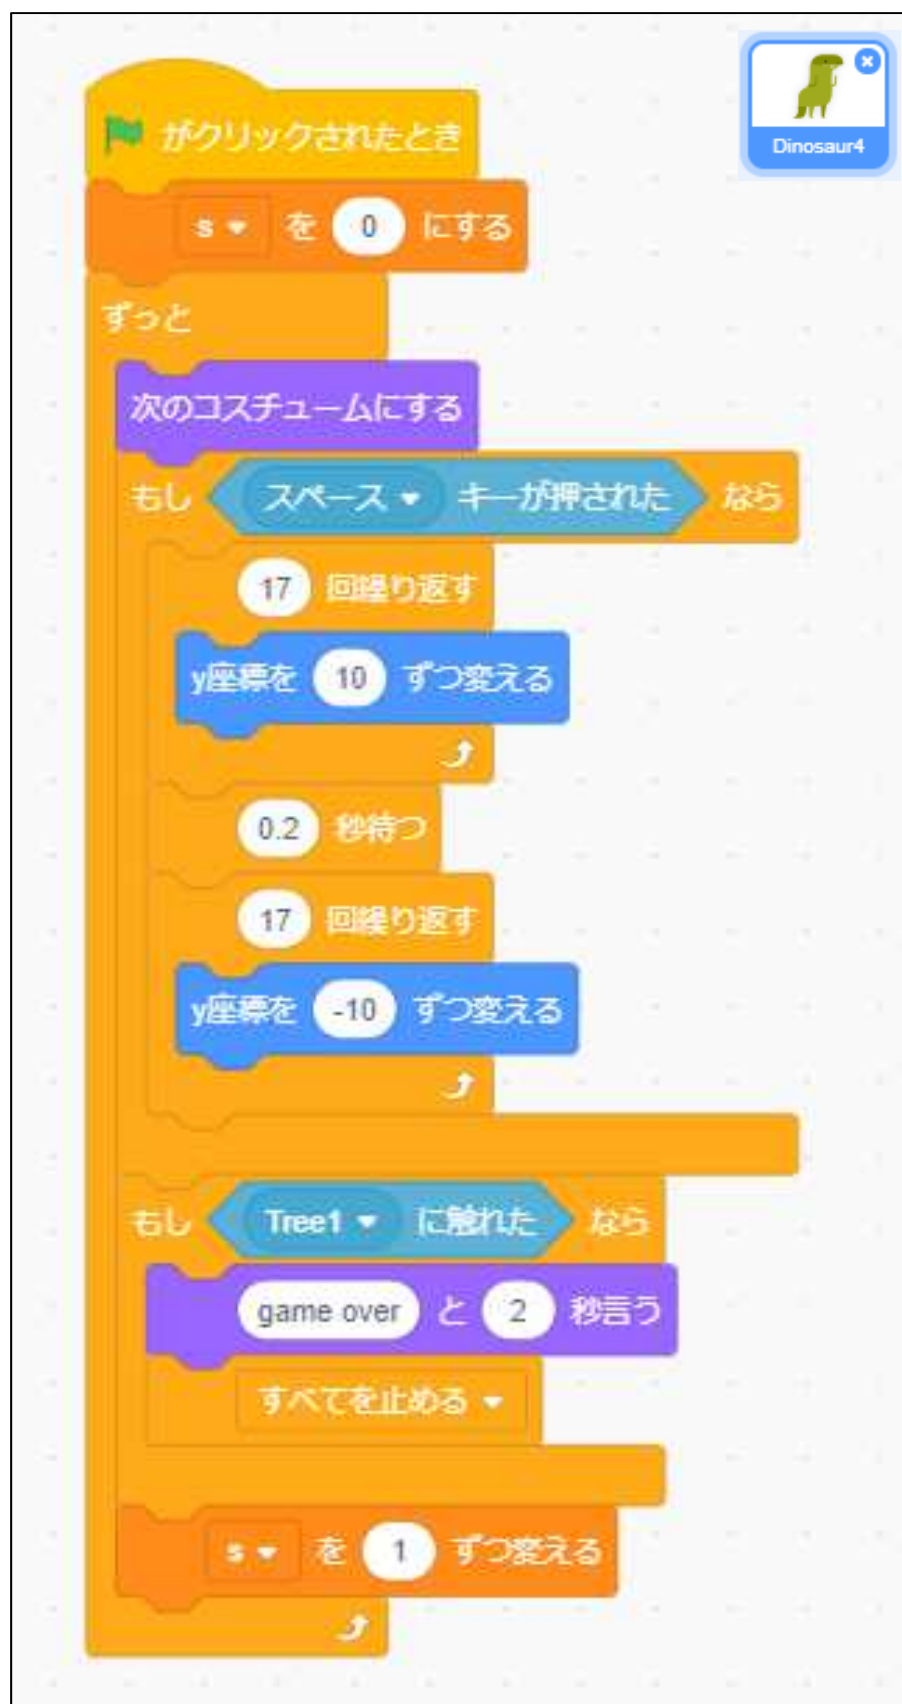 Dinosaur4
がクリックされたとき
s を 0 にする
ずっと
次のコスチュームにする
もし スペース キーが押された なら
17 回繰り返す
y座標を 10 ずつ変える
0.2 秒待つ
17 回繰り返す
y座標を -10 ずつ変える
もし Tree1 に触れた なら
game over と 2 秒言う
すべてを止める
s を 1 ずつ変える